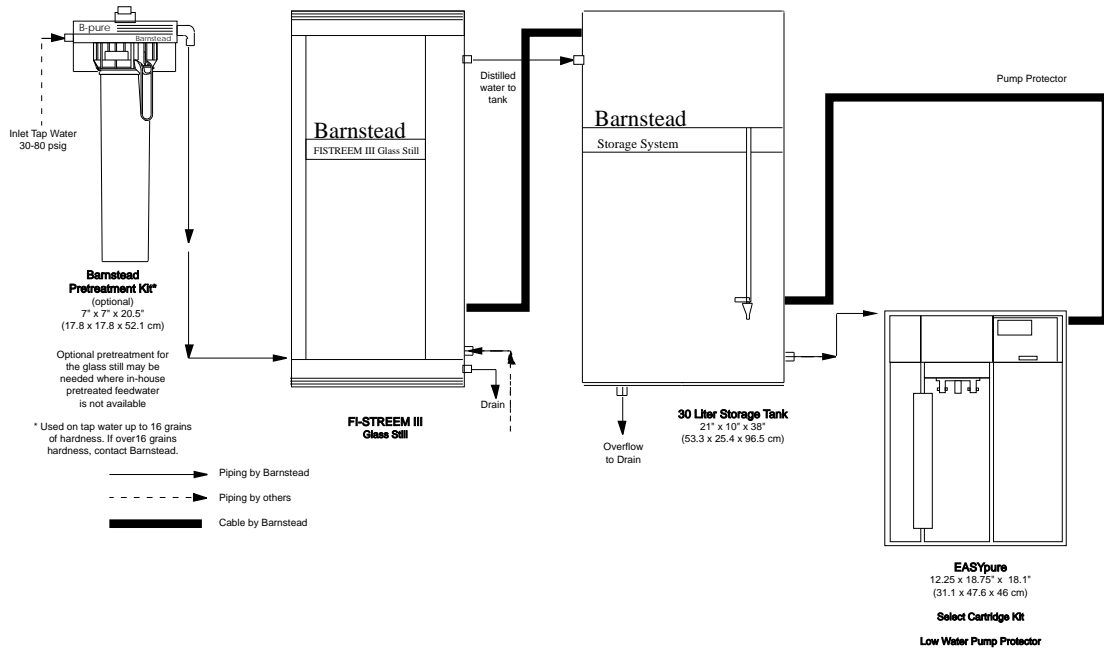 B-pure
Barnstead
Inlet Tap Water
30-80 psig
Barnstead
Pretreatment Kit*
(optional)
7" x 7" x 20.5"
(17.8 x 17.8 x 52.1 cm)
Optional pretreatment for
the glass still may be
needed where in-house
pretreated feedwater
is not available
* Used on tap water up to 16 grains
of hardness. If over16 grains
hardness, contact Barnstead.
Barnstead
FISTREEM III Glass Still
Distilled
water to
tank
Drain
FI-STREEM III
Glass Still
Barnstead
Storage System
30 Liter Storage Tank
21" x 10" x 38"
(53.3 x 25.4 x 96.5 cm)
Overflow
to Drain
Pump Protector
EASYpure
12.25 x 18.75" x 18.1"
(31.1 x 47.6 x 46 cm)
Select Cartridge Kit
Low Water Pump Protector
Piping by Barnstead
Piping by others
Cable by Barnstead